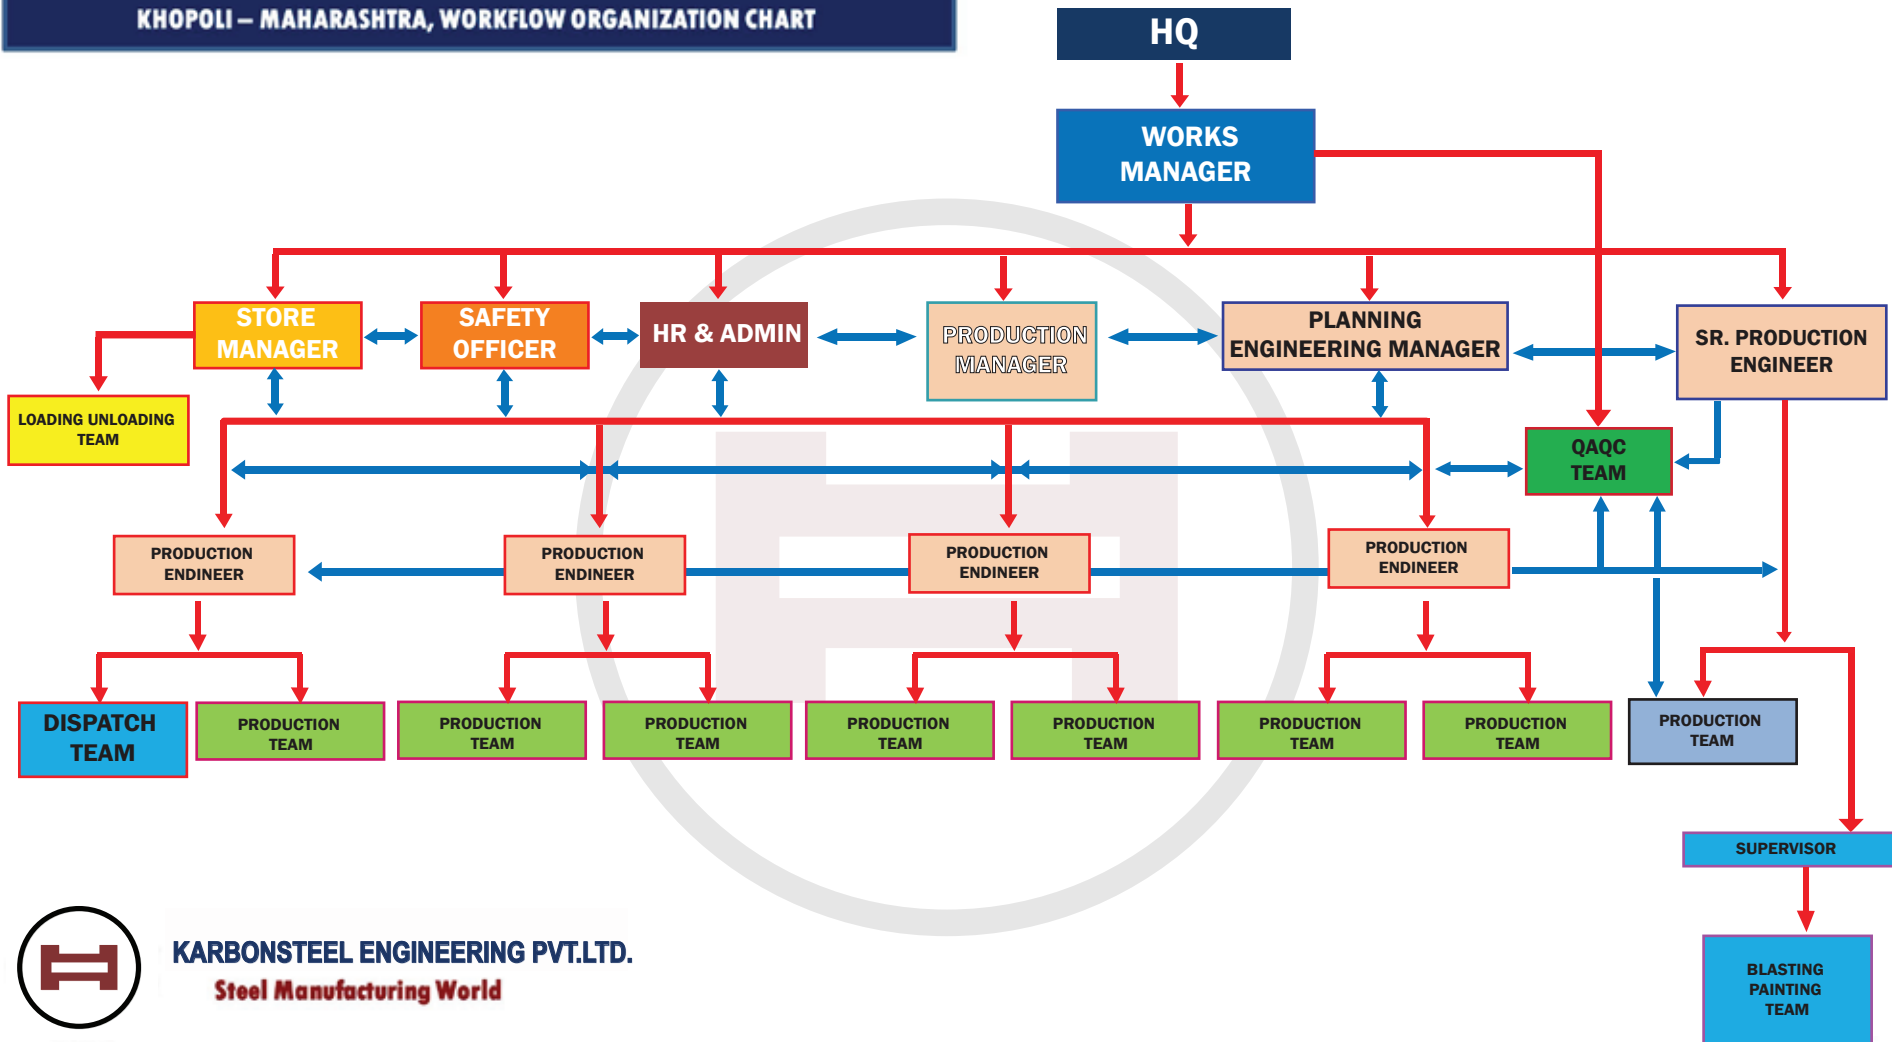 KHOPOLI – MAHARASHTRA, WORKFLOW ORGANIZATION CHART
HQ
WORKS
MANAGER
STORE
MANAGER
SAFETY
OFFICER
HR & ADMIN
PRODUCTION
MANAGER
PLANNING
ENGINEERING MANAGER
SR. PRODUCTION
ENGINEER
LOADING UNLOADING
TEAM
QAQC
TEAM
PRODUCTION
ENDINEER
PRODUCTION
ENDINEER
PRODUCTION
ENDINEER
PRODUCTION
ENDINEER
DISPATCH
TEAM
PRODUCTION
TEAM
PRODUCTION
TEAM
PRODUCTION
TEAM
PRODUCTION
TEAM
PRODUCTION
TEAM
PRODUCTION
TEAM
PRODUCTION
TEAM
PRODUCTION
TEAM
SUPERVISOR
BLASTING
PAINTING
TEAM
KARBONSTEEL ENGINEERING PVT.LTD.
Steel Manufacturing World